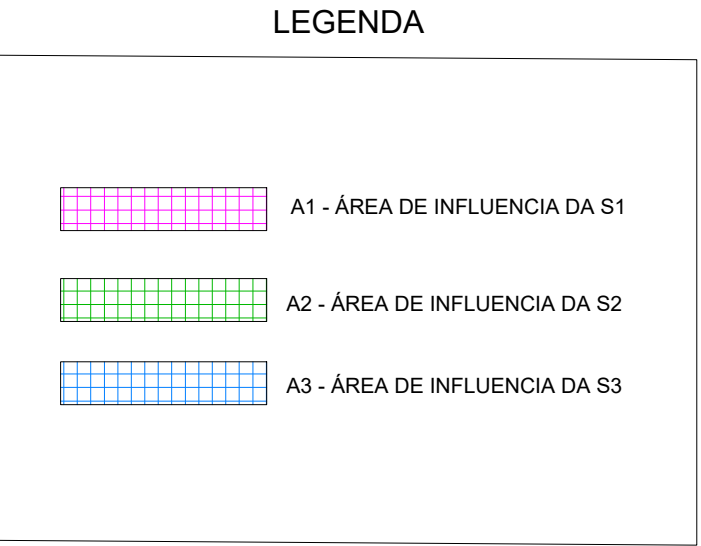 LEGENDA
A1 - ÁREA DE INFLUENCIA DA S1
A2 - ÁREA DE INFLUENCIA DA S2
A3 - ÁREA DE INFLUENCIA DA S3